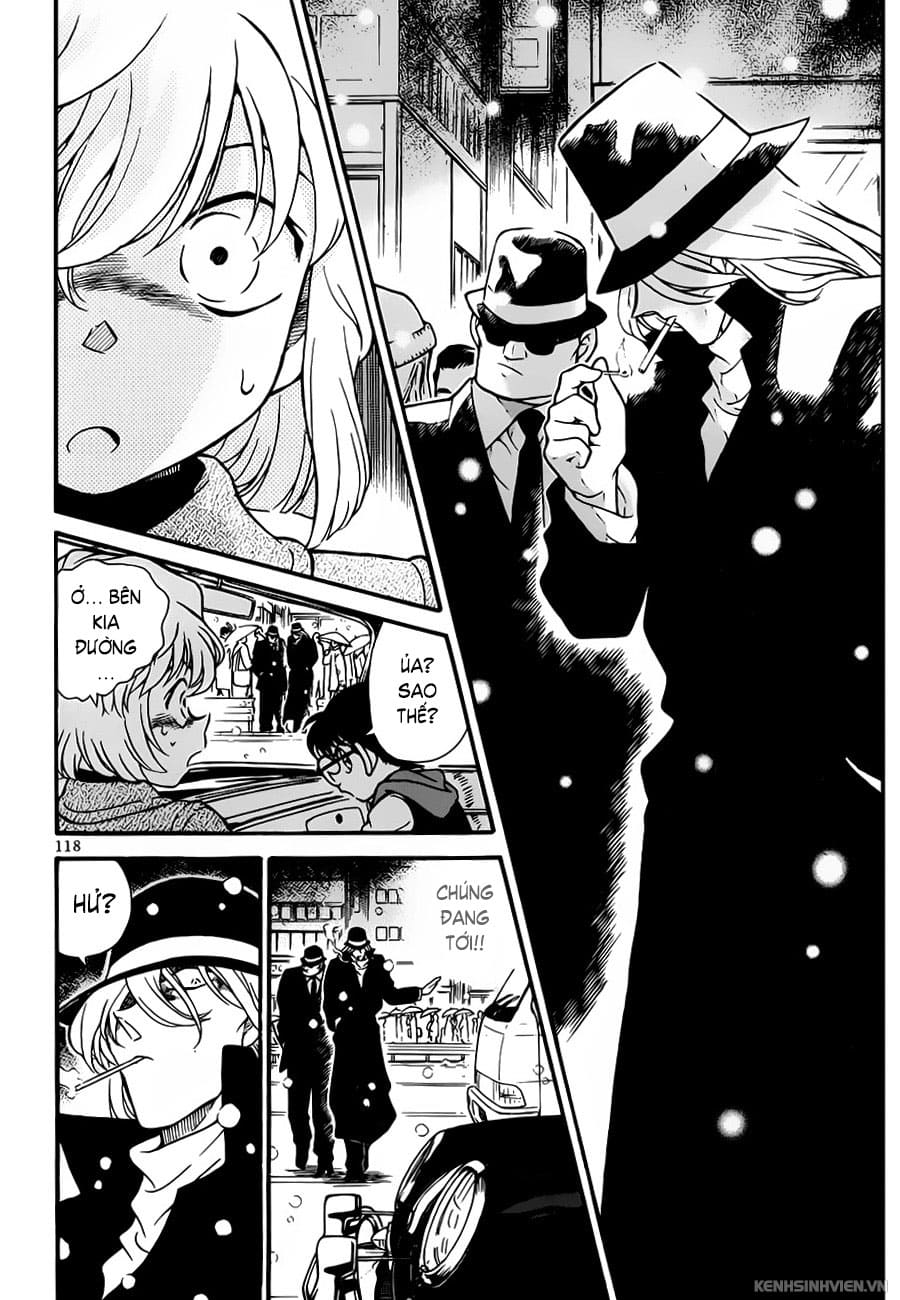 Ở... BÊN
KIA
ĐƯỜNG
...
ỦA?
SAO
THẾ?
118
HỬ?
CHÚNG
ĐANG
TỚI!!
KENHSINHVIEN.VN